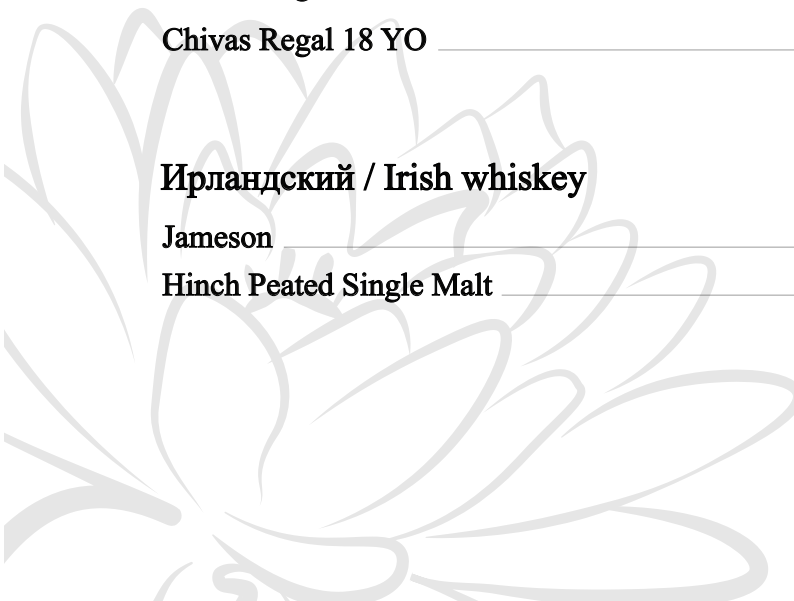 Chivas Regal 18 YO
Ирландский / Irish whiskey
Jameson
Hinch Peated Single Malt